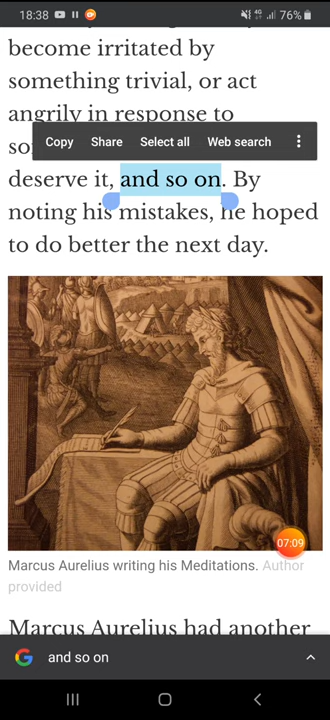 18:38 4G 76%
become irritated by
something trivial, or act
angrily in response to
so
Copy Share Select all Web search
deserve it, and so on. By
noting his mistakes, he hoped
to do better the next day.
07:09
Marcus Aurelius writing his Meditations. Author
provided
Marcus Aurelius had another
and so on